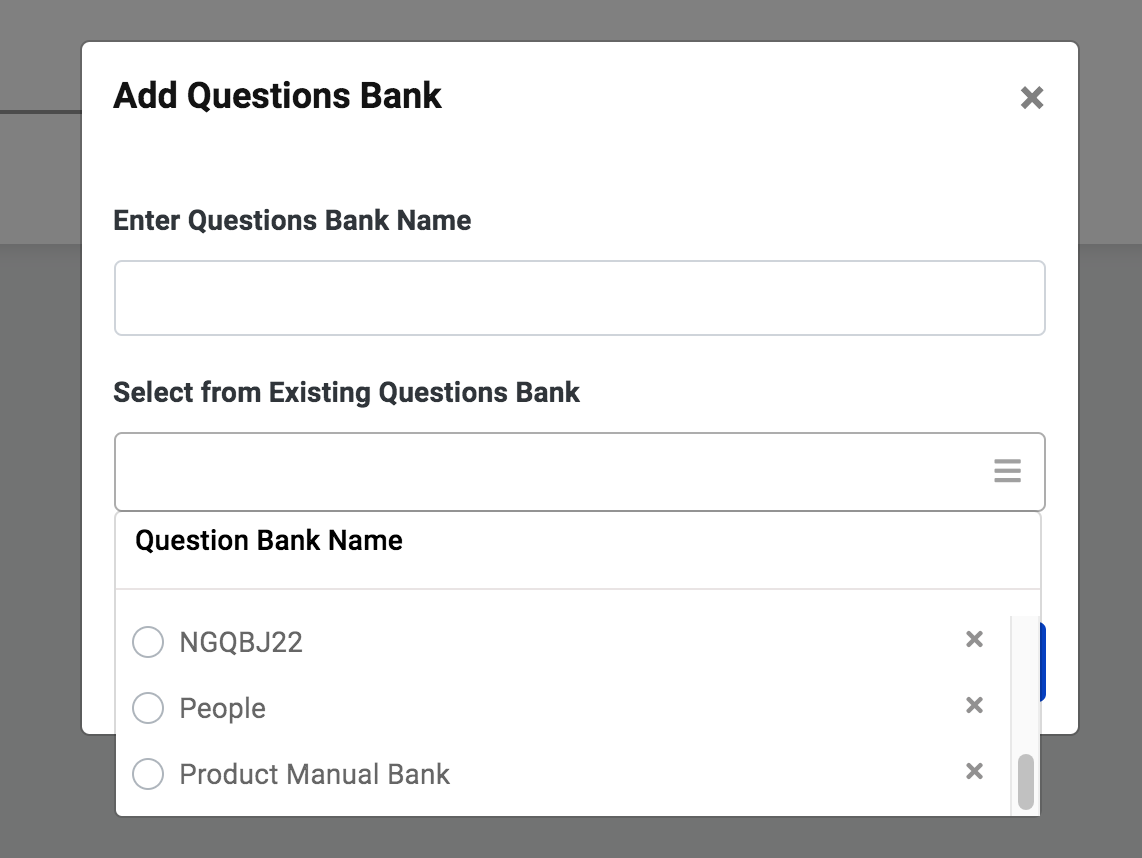 Add Questions Bank
Enter Questions Bank Name
Select from Existing Questions Bank
Question Bank Name
NGQBJ22
People
Product Manual Bank